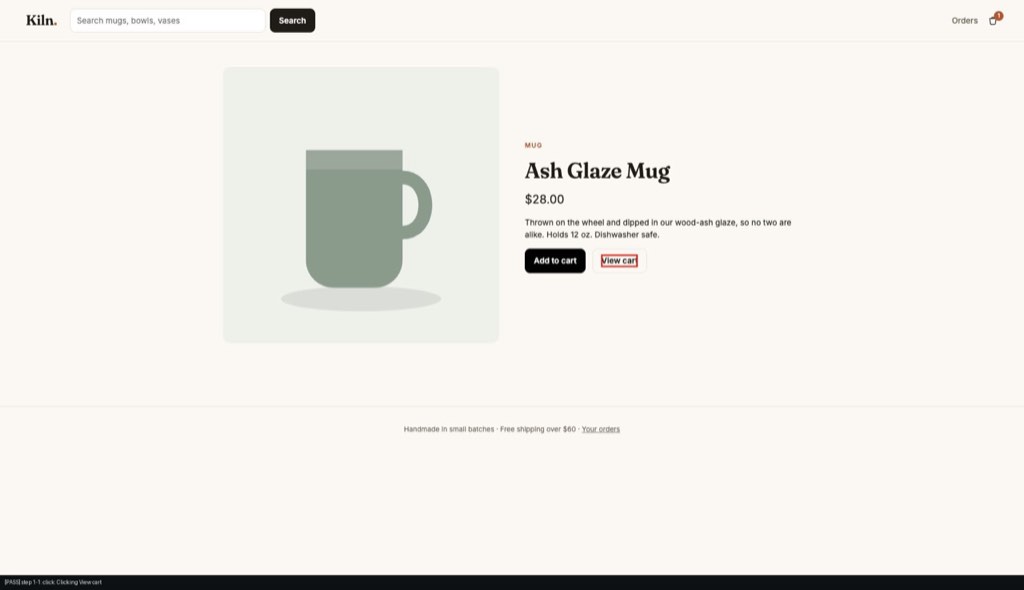 Kiln.
Search mugs, bowls, vases
Search
Orders
1
MUG
Ash Glaze Mug
$28.00
Thrown on the wheel and dipped in our wood-ash glaze, so no two are
alike. Holds 12 oz. Dishwasher safe.
Add to cart
View cart
Handmade in small batches · Free shipping over $60 · Your orders
[PASS] step 1-1 click Clicking View cart